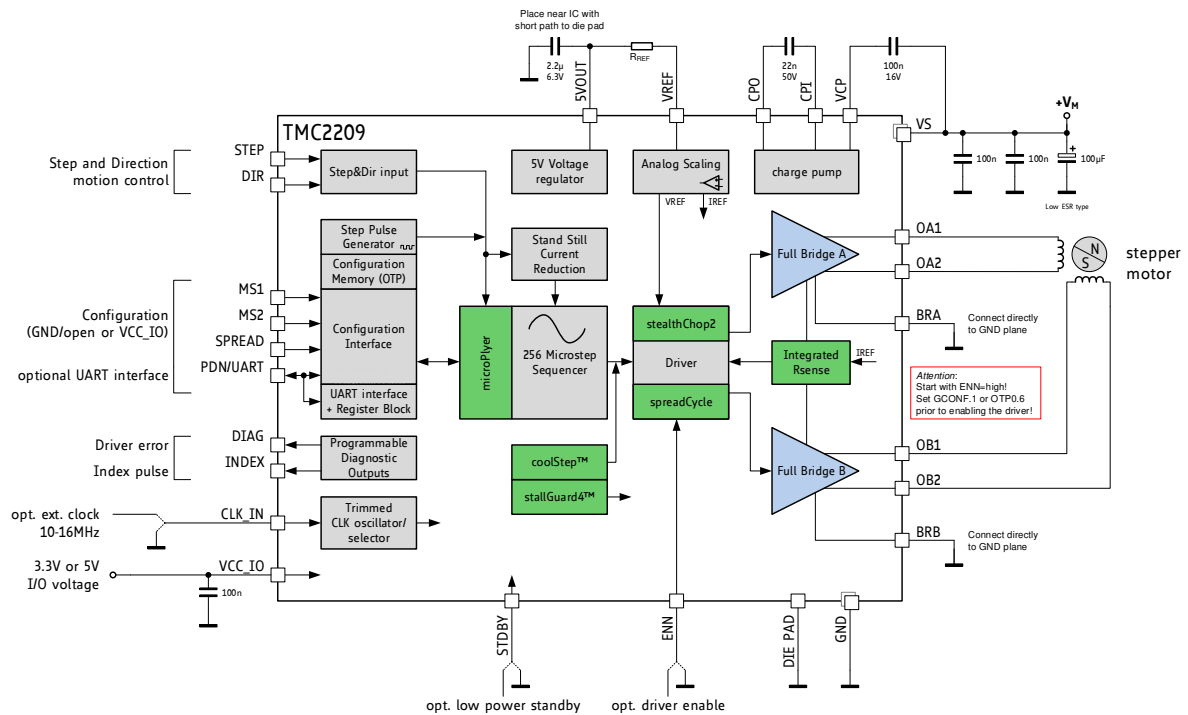 Place near IC with
short path to die pad
2.2µ
6.3V
RREF
22n
50V
100n
16V
5VOUT
VREF
CPO
CPI
VCP
+VM
TMC2209
VS
100n
100n
+
100µF
Low ESR type
Step and Direction
motion control
STEP
DIR
Step&Dir input
5V Voltage
regulator
Analog Scaling
VREF
IREF
charge pump
Step Pulse
Generator
Configuration
Memory (OTP)
Stand Still
Current
Reduction
Full Bridge A
OA1
OA2
N
S
stepper
motor
Configuration
(GND/open or VCC_IO)
optional UART interface
MS1
MS2
SPREAD
PDN/UART
Configuration
Interface
UART interface
+ Register Block
microPlyer
256 Microstep
Sequencer
stealthChop2
Driver
spreadCycle
Integrated
Rsense
IREF
BRA
Connect directly
to GND plane
Attention:
Start with ENN=high!
Set GCONF.1 or OTP0.6
prior to enabling the driver!
Driver error
Index pulse
DIAG
INDEX
Programmable
Diagnostic
Outputs
coolStep™
stallGuard4™
Full Bridge B
OB1
OB2
opt. ext. clock
10-16MHz
CLK_IN
Trimmed
CLK oscillator/
selector
BRB
Connect directly
to GND plane
3.3V or 5V
I/O voltage
VCC_IO
100n
STDBY
ENN
DIE PAD
GND
opt. low power standby
opt. driver enable